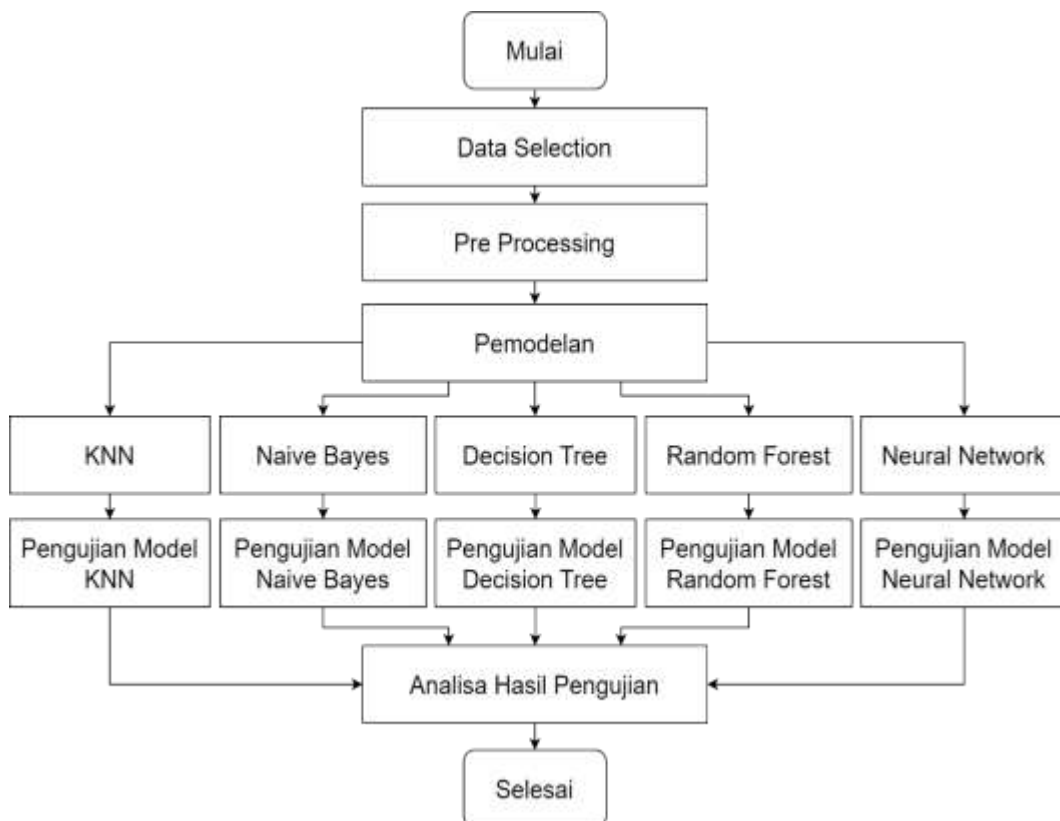 Mulai
Data Selection
Pre Processing
Pemodelan
KNN
Naive Bayes
Decision Tree
Random Forest
Neural Network
Pengujian Model
KNN
Pengujian Model
Naive Bayes
Pengujian Model
Decision Tree
Pengujian Model
Random Forest
Pengujian Model
Neural Network
Analisa Hasil Pengujian
Selesai